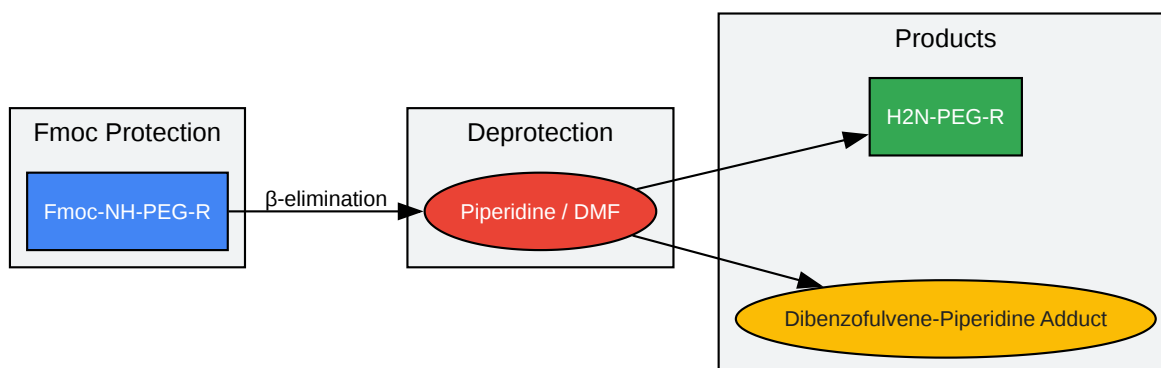 Fmoc Protection
Fmoc-NH-PEG-R
β-elimination
Deprotection
Piperidine / DMF
Products
H2N-PEG-R
Dibenzofulvene-Piperidine Adduct